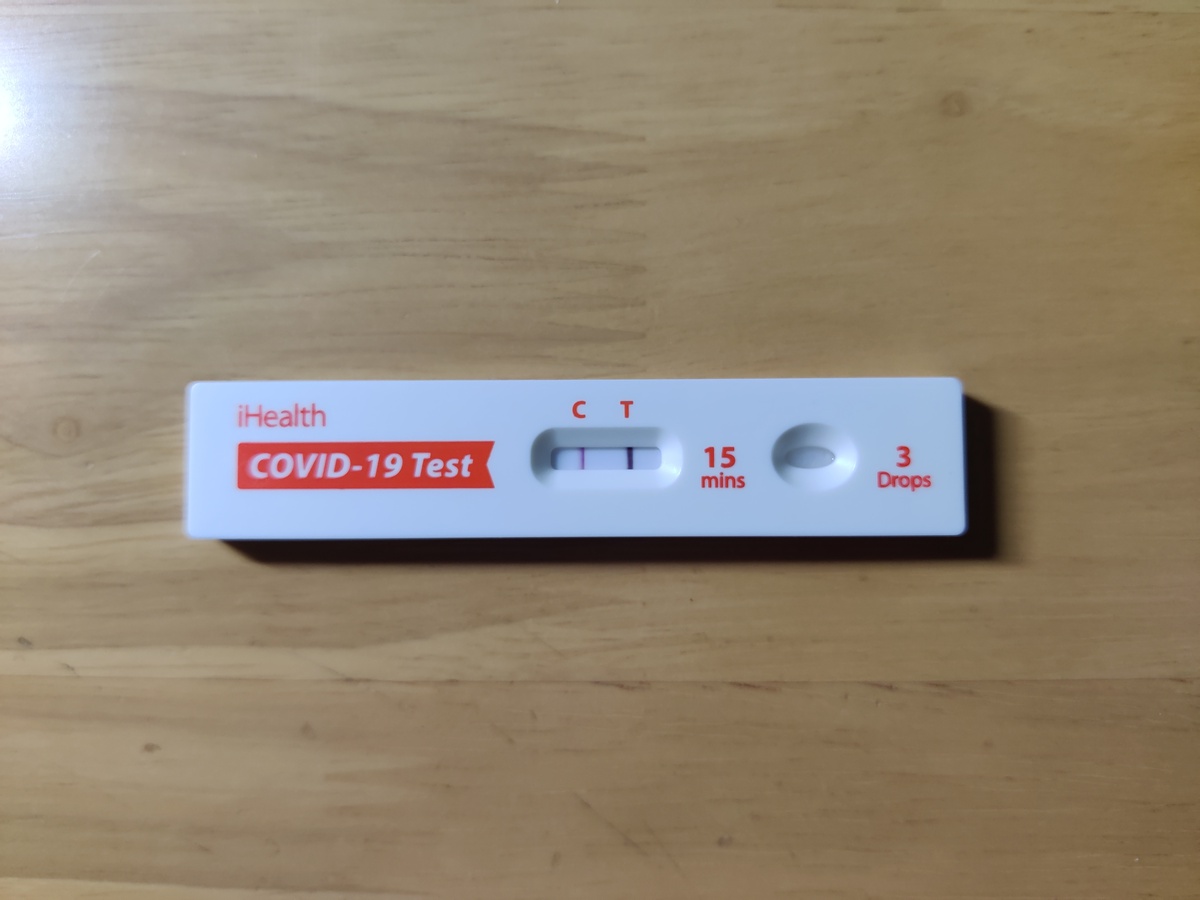 iHealth
COVID-19 Test
C T
15
mins
3
Drops